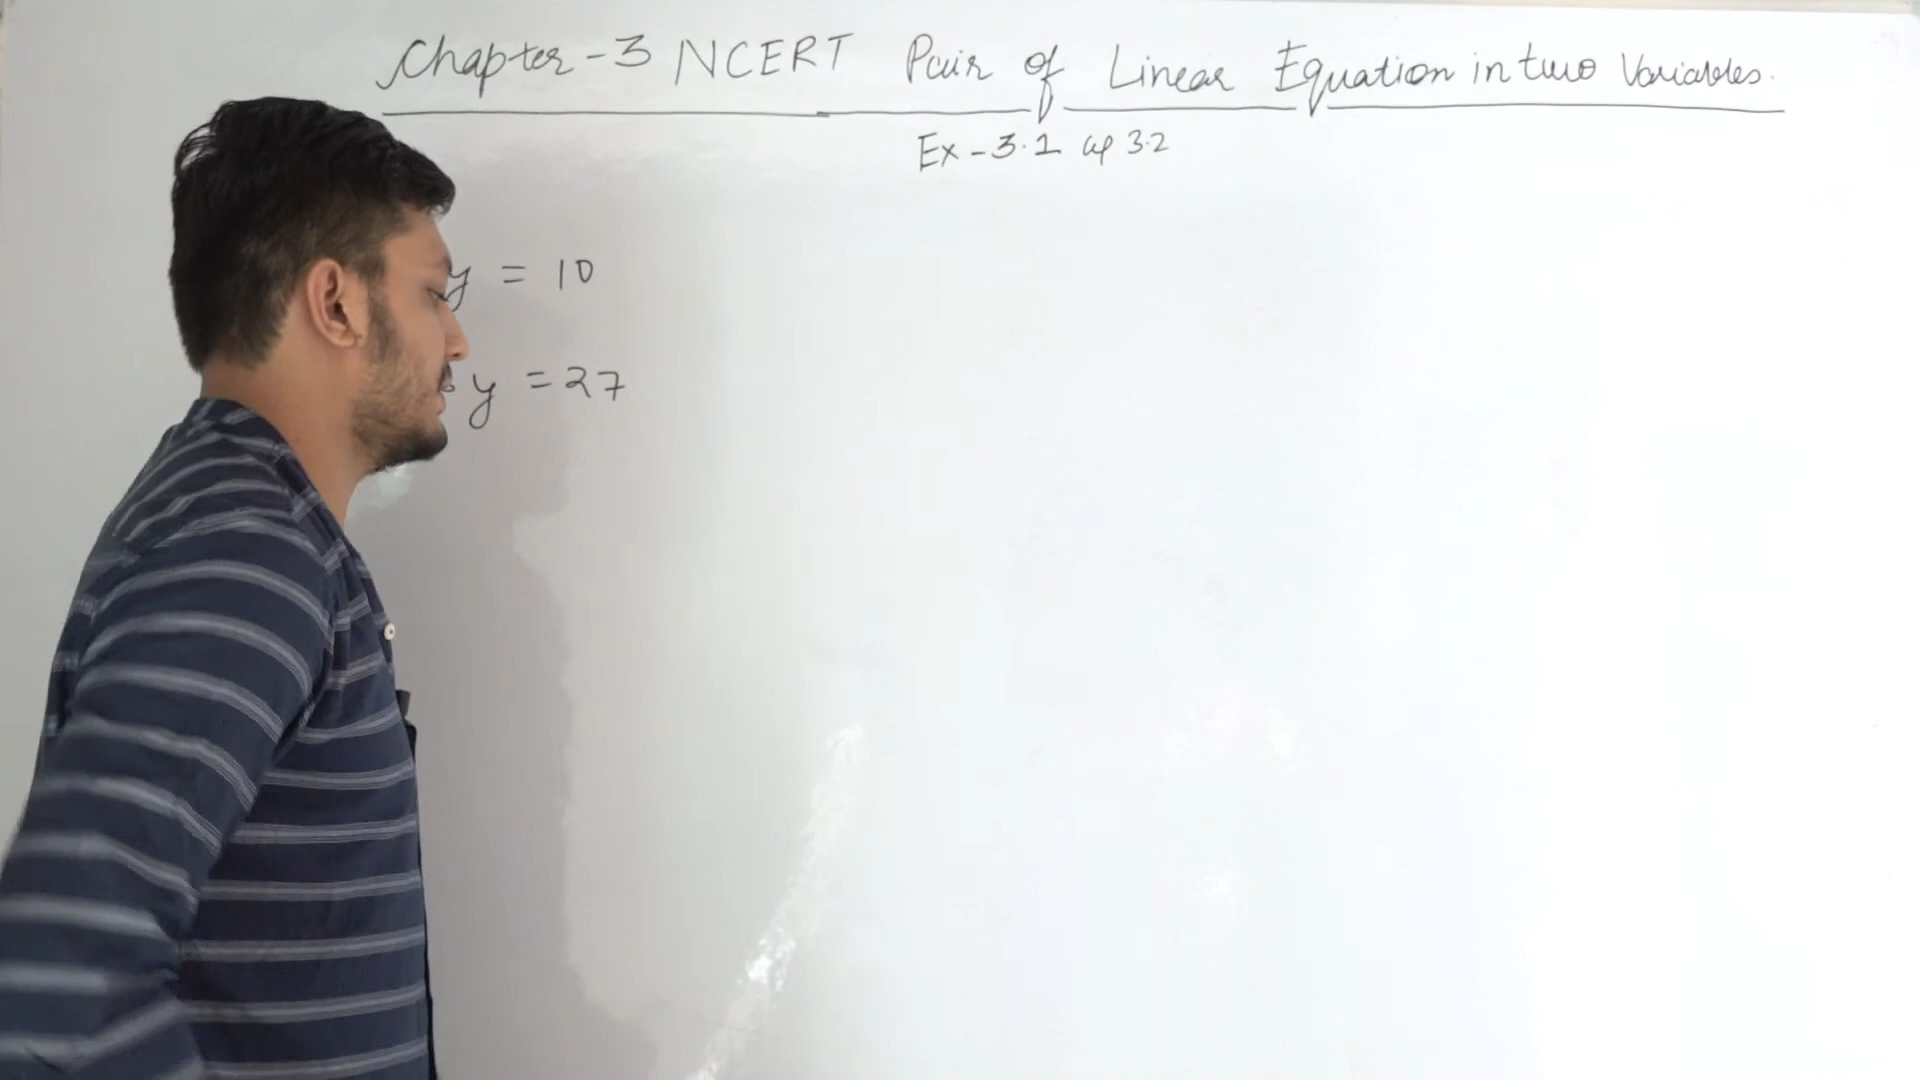 Chapter-3 NCERT Pair of Linear Equation in two Variables.
Ex-3.1 & 3.2
y = 10
y = 27